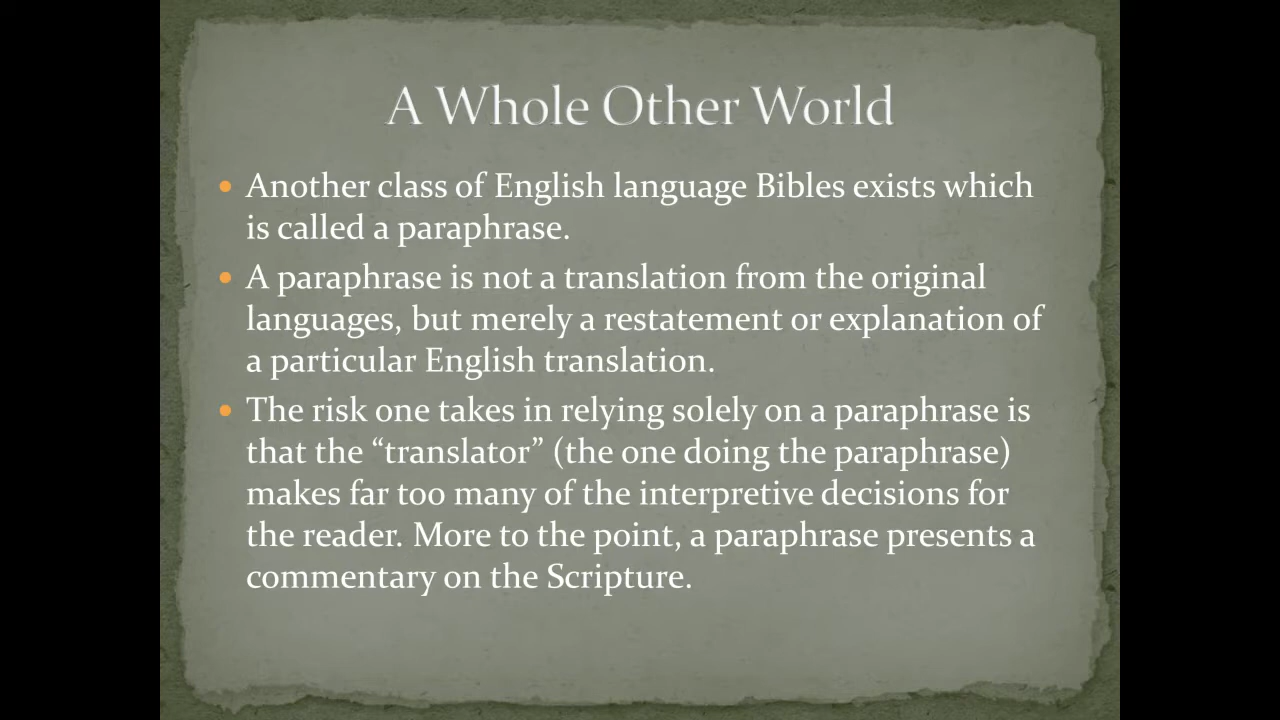 A Whole Other World
• Another class of English language Bibles exists which
is called a paraphrase.
• A paraphrase is not a translation from the original
languages, but merely a restatement or explanation of
a particular English translation.
• The risk one takes in relying solely on a paraphrase is
that the “translator” (the one doing the paraphrase)
makes far too many of the interpretive decisions for
the reader. More to the point, a paraphrase presents a
commentary on the Scripture.